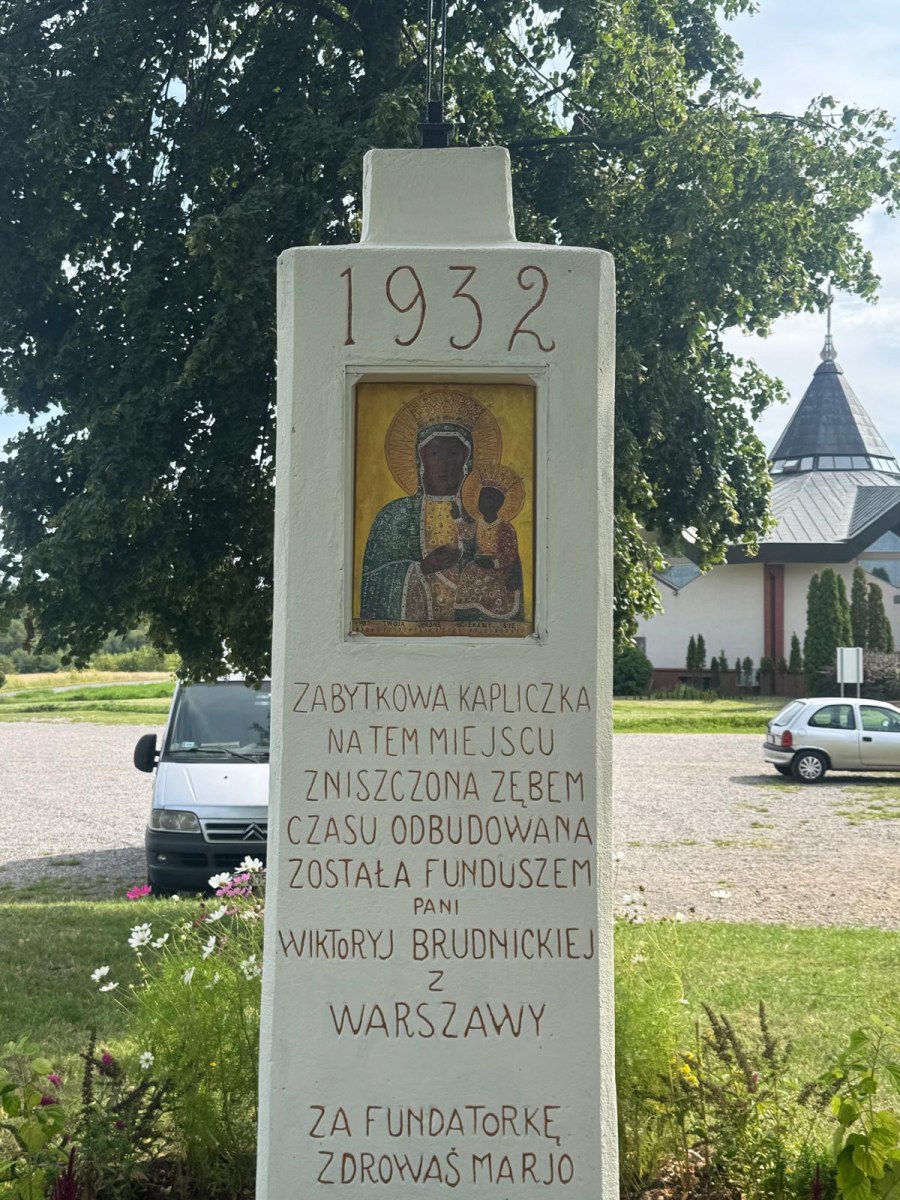 1932
ZABYTKOWA KAPLICZKA
NA TEM MIEJSCU
ZNISZCZONA ZĘBEM
CZASU ODBUDOWANA
ZOSTAŁA FUNDUSZEM
PANI
WIKTORYJ BRUDNICKIEJ
Z
WARSZAWY.
ZA FUNDATORKĘ
ZDROWAŚ MARJO